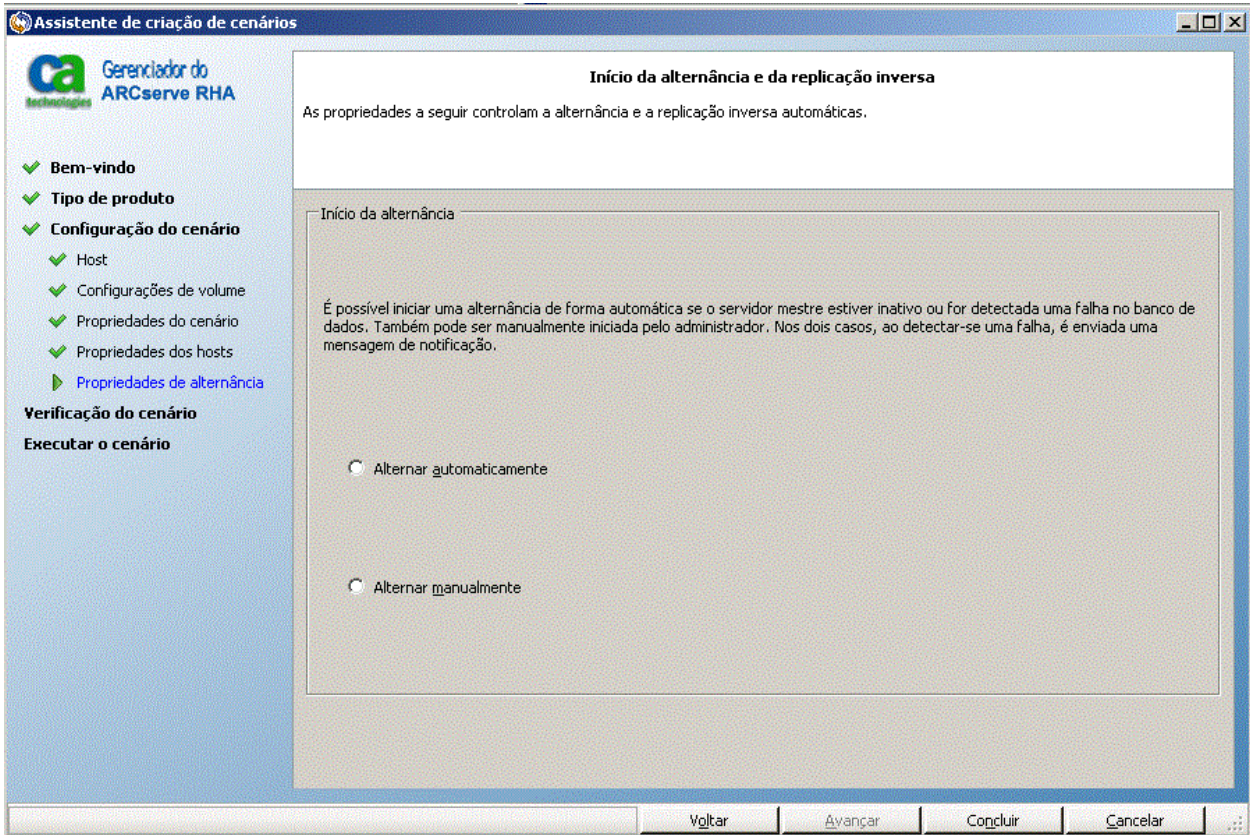 Assistente de criação de cenários
ca
technologies
Gerenciador do
ARCserve RHA
Bem-vindo
Tipo de produto
Configuração do cenário
Host
Configurações de volume
Propriedades do cenário
Propriedades dos hosts
Propriedades de alternância
Verificação do cenário
Executar o cenário
Início da alternância e da replicação inversa
As propriedades a seguir controlam a alternância e a replicação inversa automáticas.
Início da alternância
É possível iniciar uma alternância de forma automática se o servidor mestre estiver inativo ou for detectada uma falha no banco de
dados. Também pode ser manualmente iniciada pelo administrador. Nos dois casos, ao detectar-se uma falha, é enviada uma
mensagem de notificação.
Alternar automaticamente
Alternar manualmente
Voltar
Avançar
Concluir
Cancelar